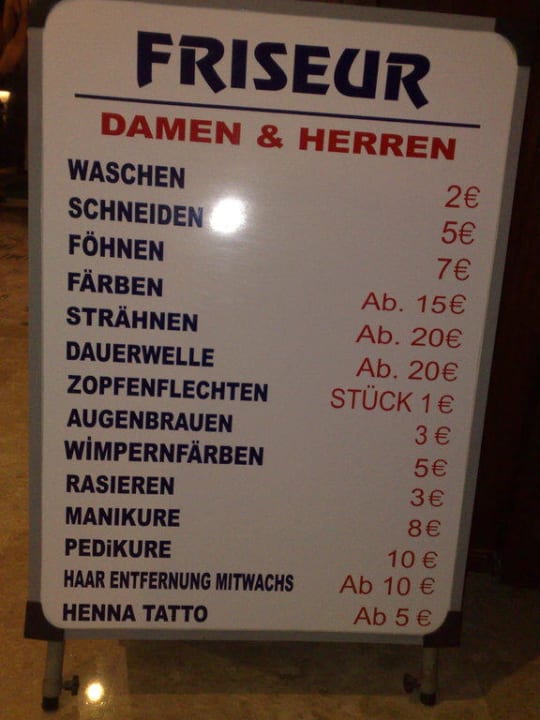 FRISEUR
DAMEN & HERREN
WASCHEN 2€
SCHNEIDEN 5€
FÖHNEN 7€
FÄRBEN Ab. 15€
STRÄHNEN Ab. 20€
DAUERWELLE Ab. 20€
ZOPFENFLECHTEN STÜCK 1€
AUGENBRAUEN 3€
WİMPERNFÄRBEN 5€
RASIEREN 3€
MANIKURE 8€
PEDiKURE 10€
HAAR ENTFERNUNG MITWACHS Ab 10€
HENNA TATTO Ab 5€